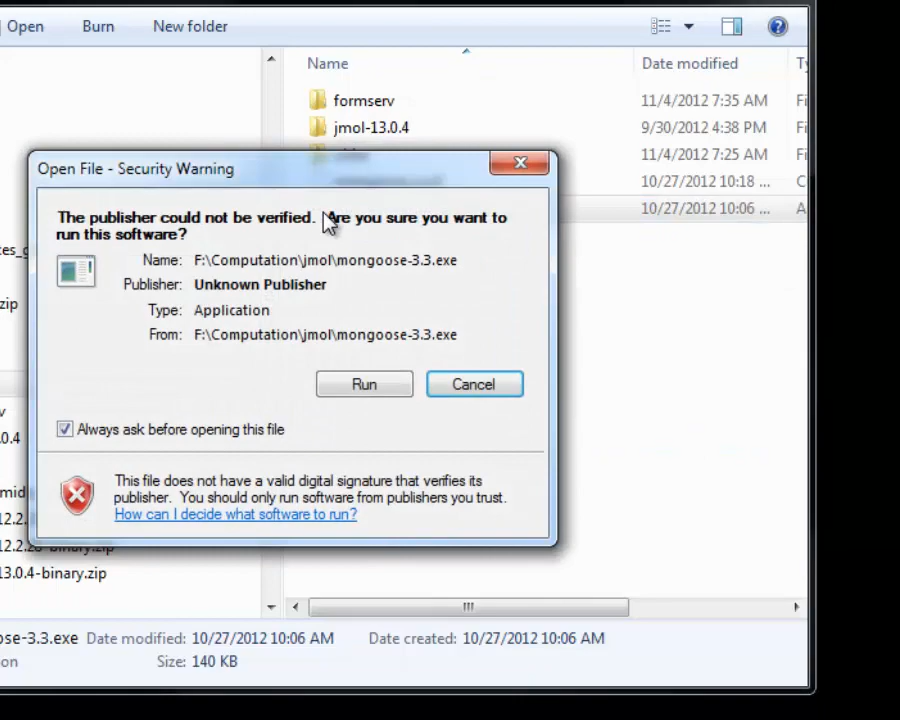 Open Burn New folder
Name Date modified
formserv 11/4/2012 7:35 AM
jmol-13.0.4 9/30/2012 4:38 PM
11/4/2012 7:25 AM
10/27/2012 10:18 ...
10/27/2012 10:06 ...
Open File - Security Warning
The publisher could not be verified. Are you sure you want to
run this software?
Name: F:\Computation\jmol\mongoose-3.3.exe
Publisher: Unknown Publisher
Type: Application
From: F:\Computation\jmol\mongoose-3.3.exe
Run Cancel
Always ask before opening this file
This file does not have a valid digital signature that verifies its
publisher. You should only run software from publishers you trust.
How can I decide what software to run?
13.0.4-binary.zip
ose-3.3.exe Date modified: 10/27/2012 10:06 AM Date created: 10/27/2012 10:06 AM
Size: 140 KB